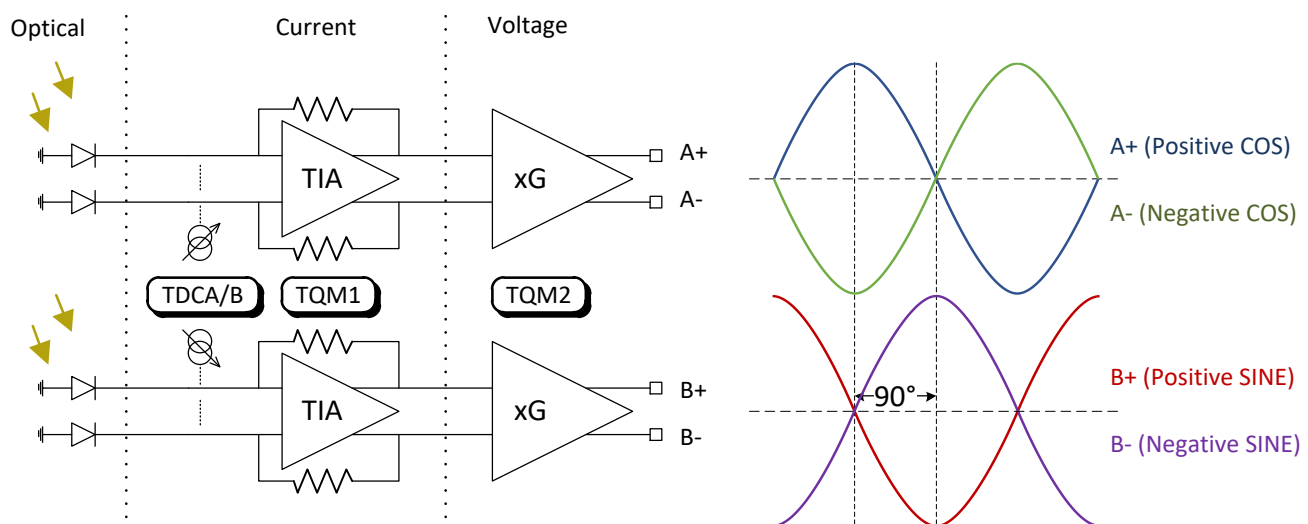 Optical
Current
Voltage
TIA
xG
A+
A-
TDCA/B
TQM1
TQM2
TIA
xG
B+
B-
A+ (Positive COS)
A- (Negative COS)
90°
B+ (Positive SINE)
B- (Negative SINE)